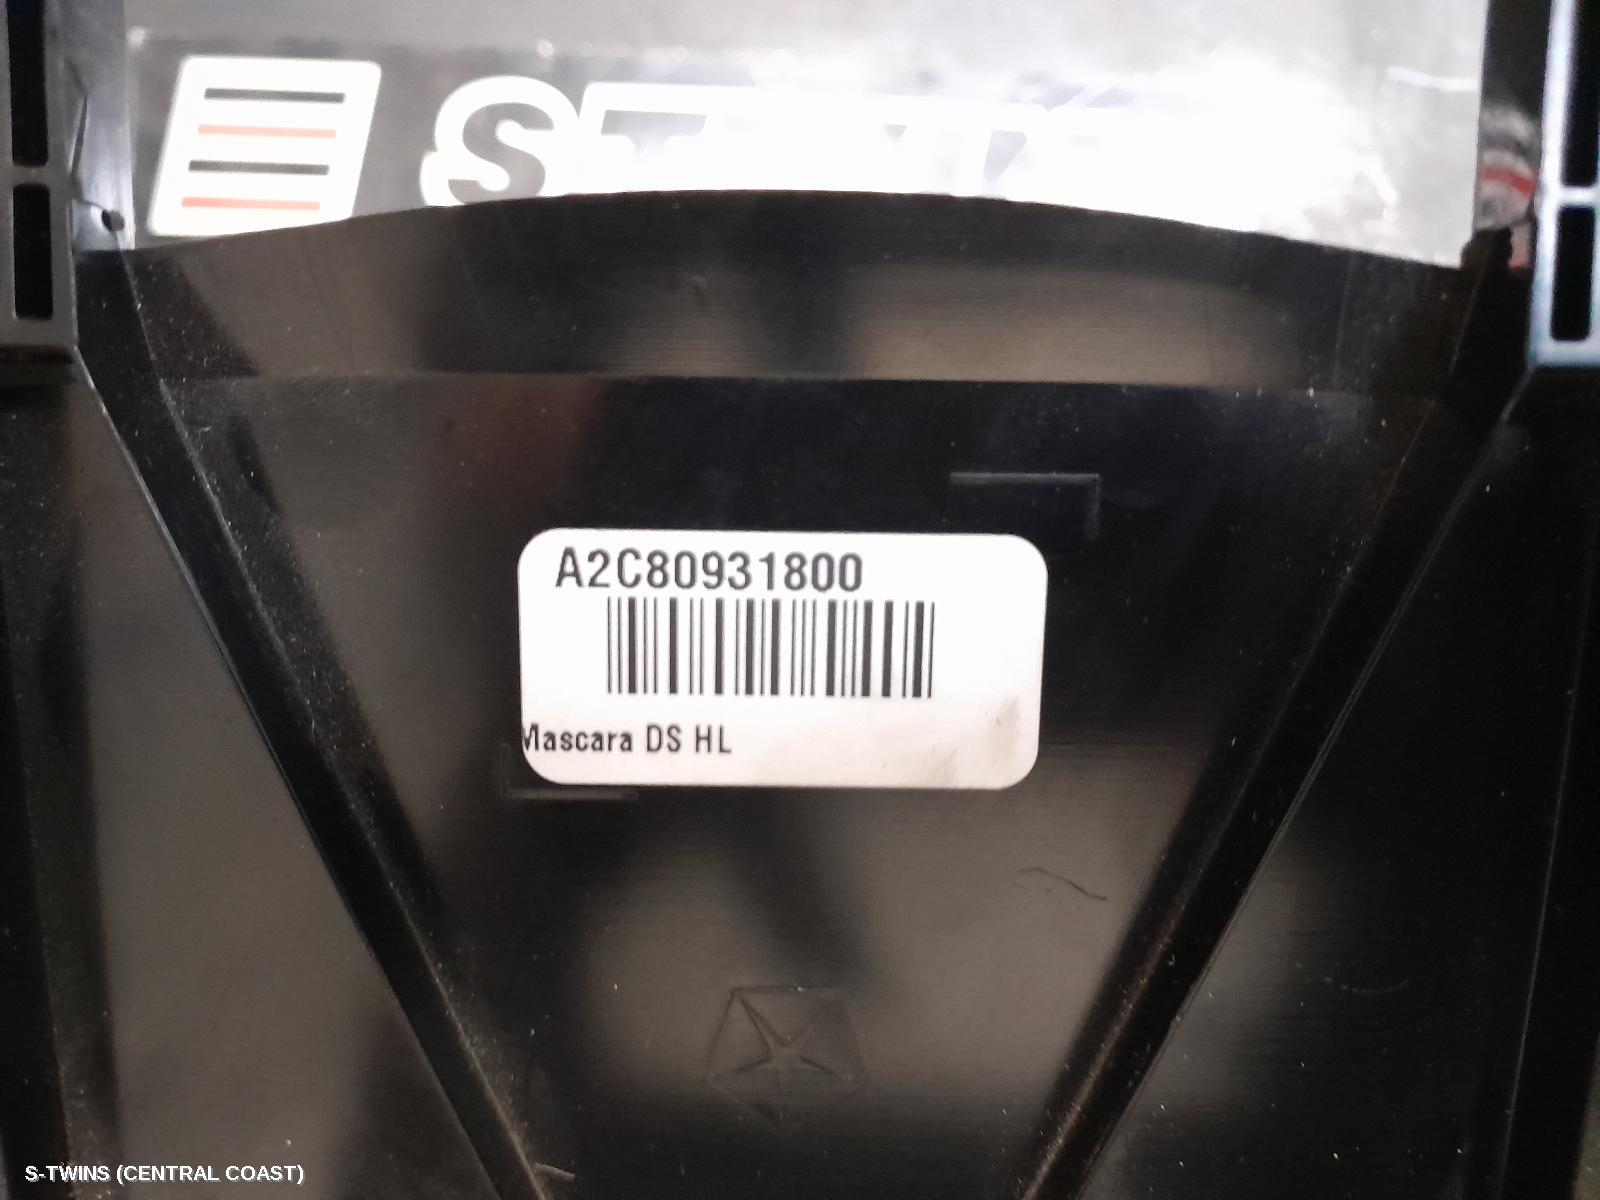 A2C80931800
Mascara DS HL
S-TWINS (CENTRAL COAST)